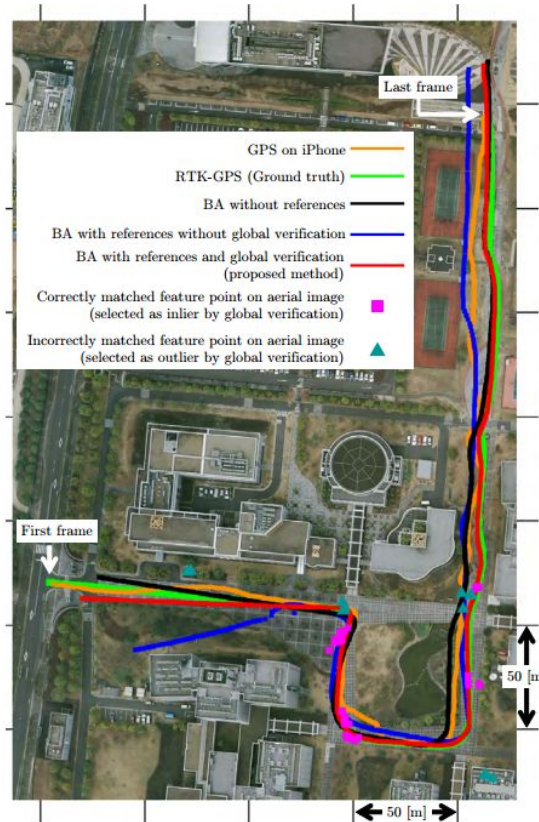 Last frame
GPS on iPhone
RTK-GPS (Ground truth)
BA without references
BA with references without global verification
BA with references and global verification
(proposed method)
Correctly matched feature point on aerial image
(selected as inlier by global verification)
Incorrectly matched feature point on aerial image
(selected as outlier by global verification)
First frame
50 [m
50 [m]